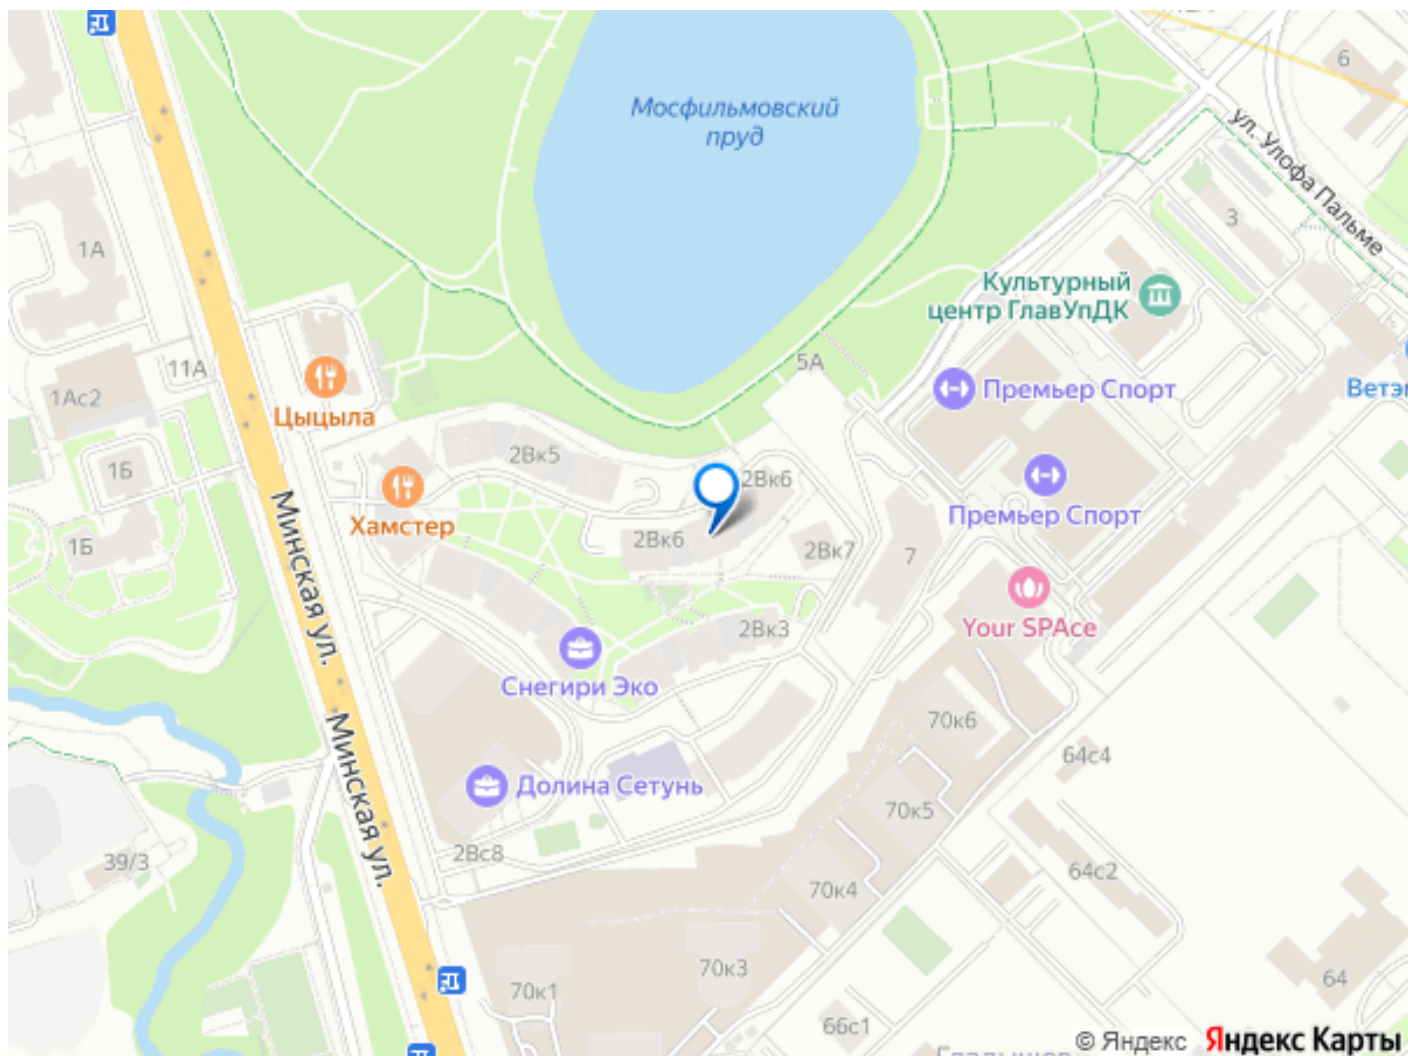 Мосфильмовский
пруд
6
ул. Улофа Пальме
3
1А
Культурный
центр ГлавУпДК
11А
5А
1Ас2
Цыцыла
Премьер Спорт
Ветэ
2Вк5
1Б
2Вк6
Хамстер
Премьер Спорт
1Б
2Вк6
2Вк7
7
Минская ул.
Your SPAce
2Вк3
Снегири Эко
70к6
64с4
Минская ул.
Долина Сетунь
70к5
2Вс8
39/3
64с2
70к4
70к3
64
70к1
66с1
© Яндекс Яндекс Карты